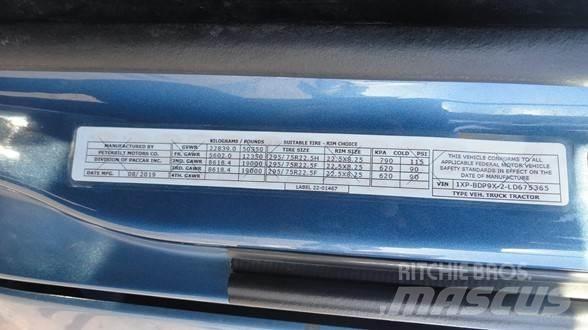 KILOGRAMS / POUNDS SUITABLE TIRE - RIM CHOICE
MANUFACTURED BY GVWR 22839.0 50350 TIRE SIZE RIM SIZE KPA COLD PSI
PETERBILT MOTORS CO. FR. GAWR 5602.0 12350 295/75R22.5H 22.5X8.25 790 115
DIVISION OF PACCAR INC. 2ND. GAWR 8618.4 19000 295/75R22.5F 22.5X8.25 620 90
3RD. GAWR 8618.4 19000 295/75R22.5F 22.5X8.25 620 90
DATE MFG. 08/2019 4TH. GAWR
LABEL 22-01467
THIS VEHICLE CONFORMS TO ALL
APPLICABLE FEDERAL MOTOR VEHICLE
SAFETY STANDARDS IN EFFECT ON
THE DATE OF MANUFACTURE
VIN 1XP-BDP9X-2-LD675365
TYPE VEH. TRUCK TRACTOR
RITCHIE BROS.
MASCUS